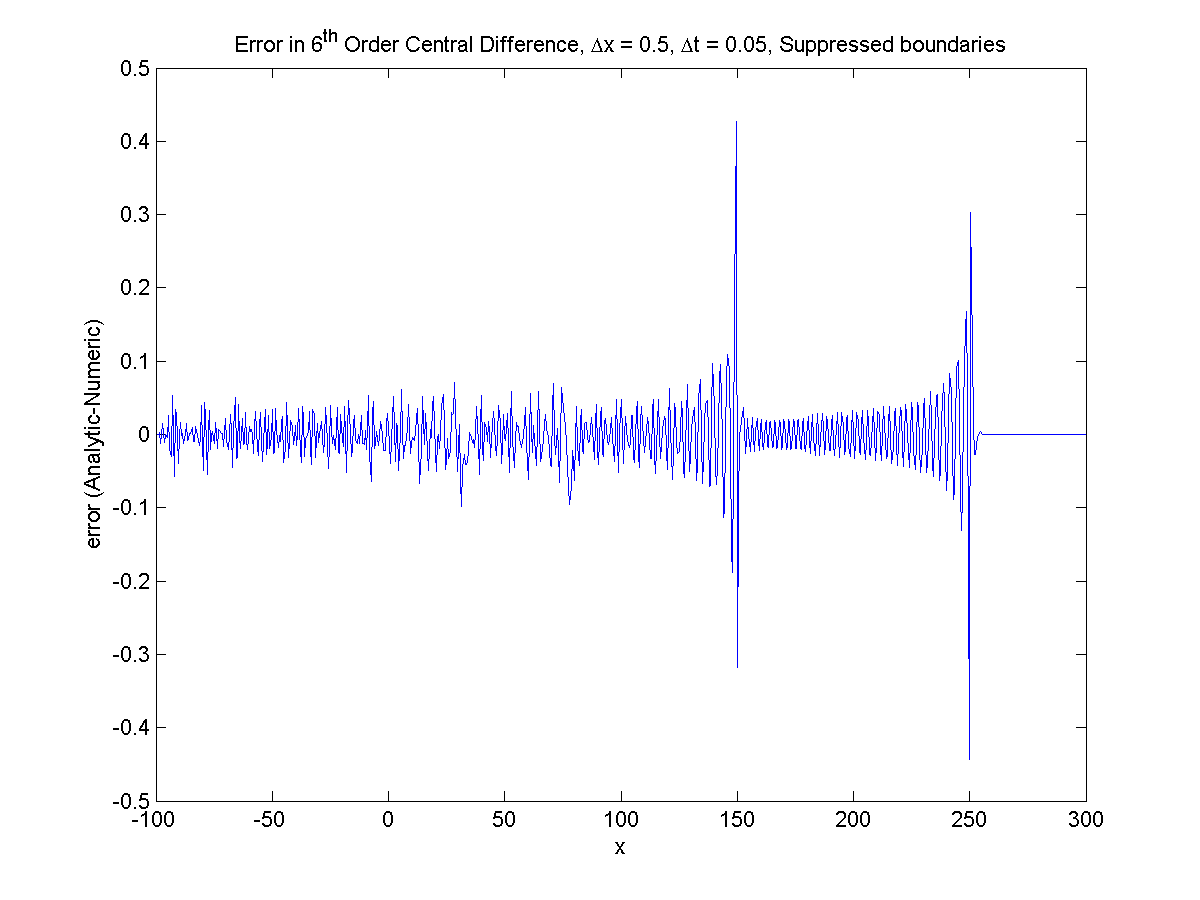 Error in 6th Order Central Difference, Δx = 0.5, Δt = 0.05, Suppressed boundaries
0.5
0.4
0.3
0.2
0.1
0
-0.1
-0.2
-0.3
-0.4
-0.5
error (Analytic-Numeric)
-100 -50 0 50 100 150 200 250 300
x